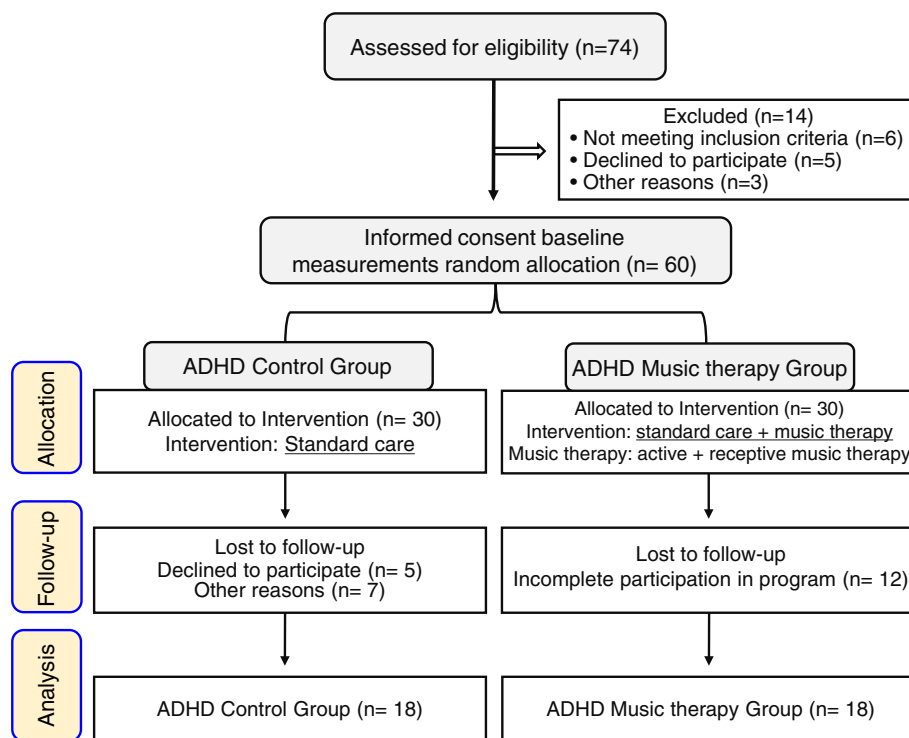 Assessed for eligibility (n=74)
Excluded (n=14)
• Not meeting inclusion criteria (n=6)
• Declined to participate (n=5)
• Other reasons (n=3)
Informed consent baseline
measurements random allocation (n= 60)
ADHD Control Group
ADHD Music therapy Group
Allocation
Allocated to Intervention (n= 30)
Intervention: Standard care
Allocated to Intervention (n= 30)
Intervention: standard care + music therapy
Music therapy: active + receptive music therapy
Follow-up
Lost to follow-up
Declined to participate (n= 5)
Other reasons (n= 7)
Lost to follow-up
Incomplete participation in program (n= 12)
Analysis
ADHD Control Group (n= 18)
ADHD Music therapy Group (n= 18)